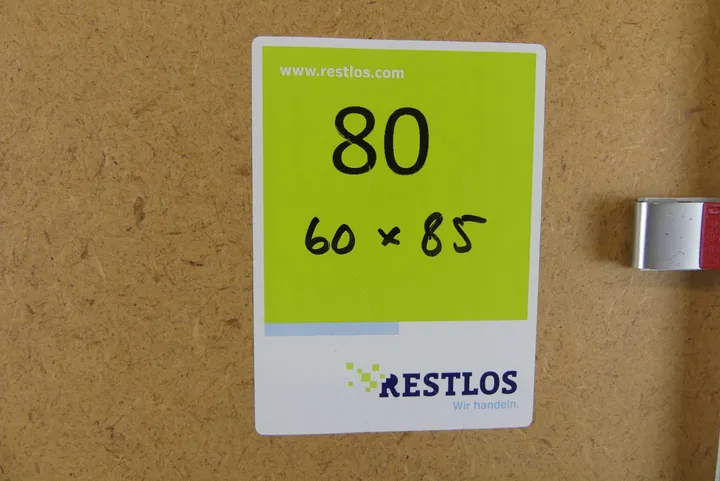 www.restlos.com
80
60 × 85
RESTLOS
Wir handeln.